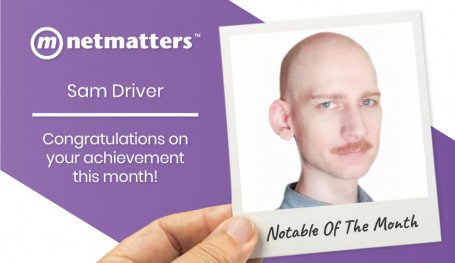 m netmatters™
Sam Driver
Congratulations on
your achievement
this month!
Notable Of The Month